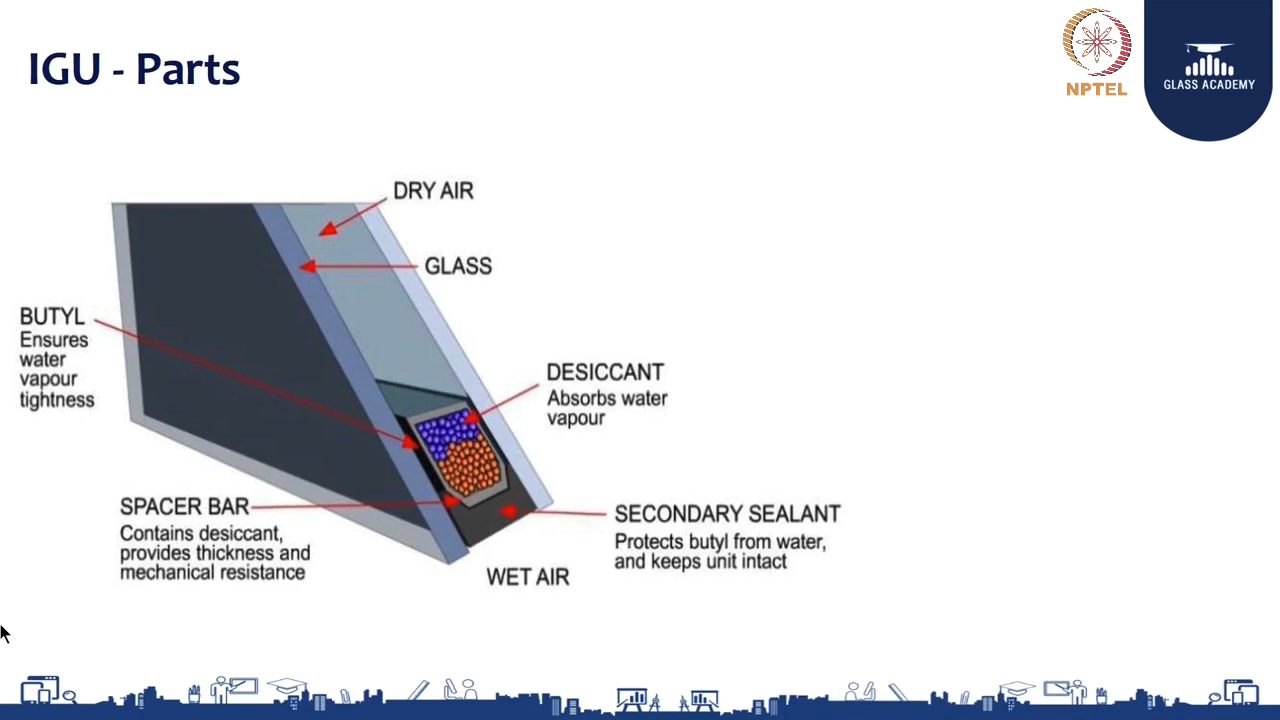 IGU - Parts
NPTEL
GLASS ACADEMY
DRY AIR
GLASS
BUTYL
Ensures
water
vapour
tightness
DESICCANT
Absorbs water
vapour
SPACER BAR
Contains desiccant,
provides thickness and
mechanical resistance
SECONDARY SEALANT
Protects butyl from water,
and keeps unit intact
WET AIR